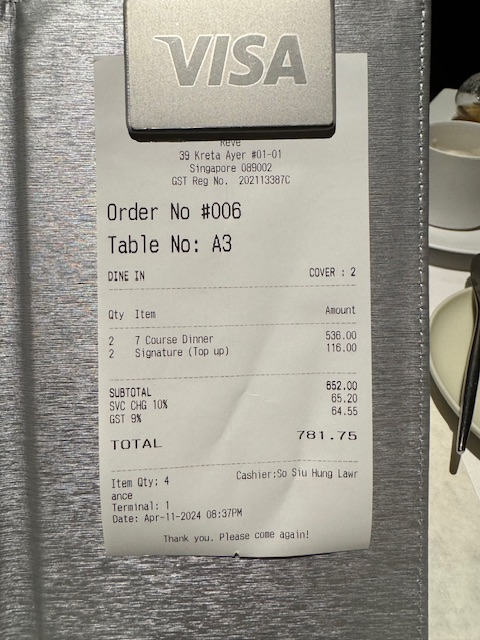 VISA
Reve
39 Kreta Ayer #01-01
Singapore 089002
GST Reg No. 202113387C
Order No #006
Table No: A3
DINE IN COVER : 2
Qty Item Amount
2 7 Course Dinner 536.00
2 Signature (Top up) 116.00
SUBTOTAL 652.00
SVC CHG 10% 65.20
GST 9% 64.55
TOTAL 781.75
Item Qty: 4 Cashier:So Siu Hung Lawr
ance
Terminal: 1
Date: Apr-11-2024 08:37PM
Thank you. Please come again!